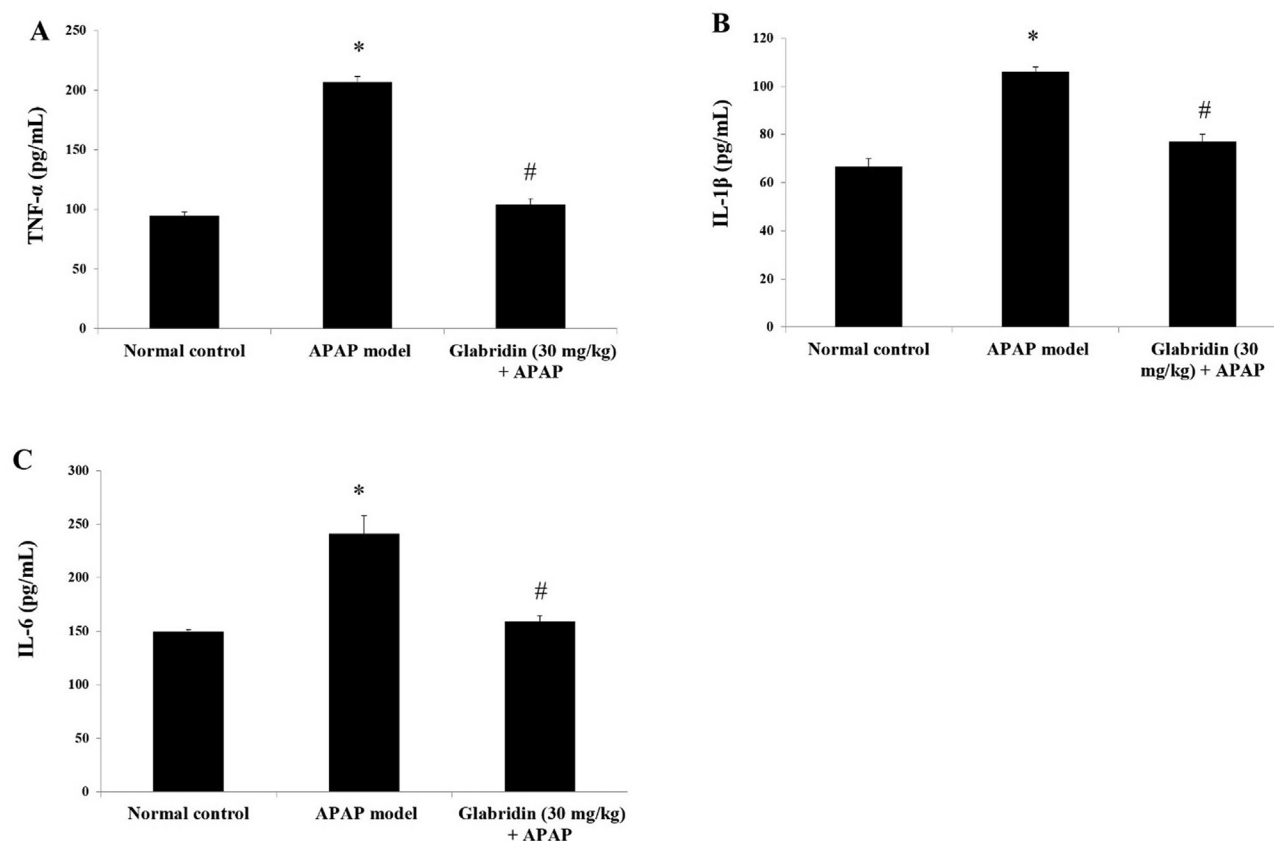 A
TNF-α (pg/mL)
250
200
150
100
50
0
*
#
Normal control
APAP model
Glabridin (30 mg/kg)
+ APAP
B
IL-1β (pg/mL)
120
100
80
60
40
20
0
*
#
Normal control
APAP model
Glabridin (30
mg/kg) + APAP
C
IL-6 (pg/mL)
300
250
200
150
100
50
0
*
#
Normal control
APAP model
Glabridin (30 mg/kg)
+ APAP